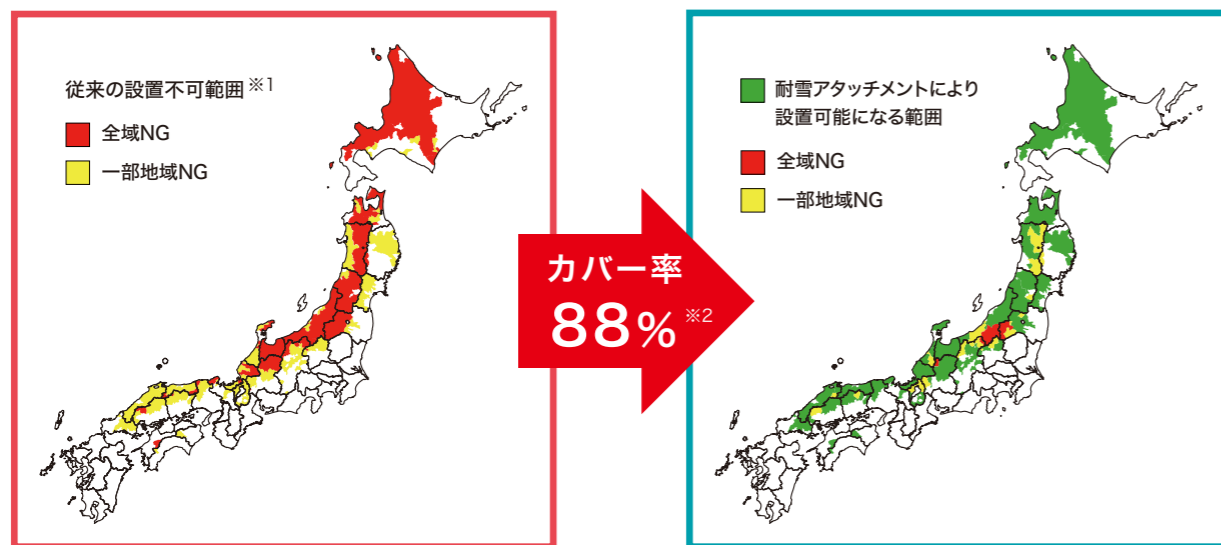 従来の設置不可範囲※1
全域NG
一部地域NG
カバー率
88%※2
耐雪アタッチメントにより
設置可能になる範囲
全域NG
一部地域NG